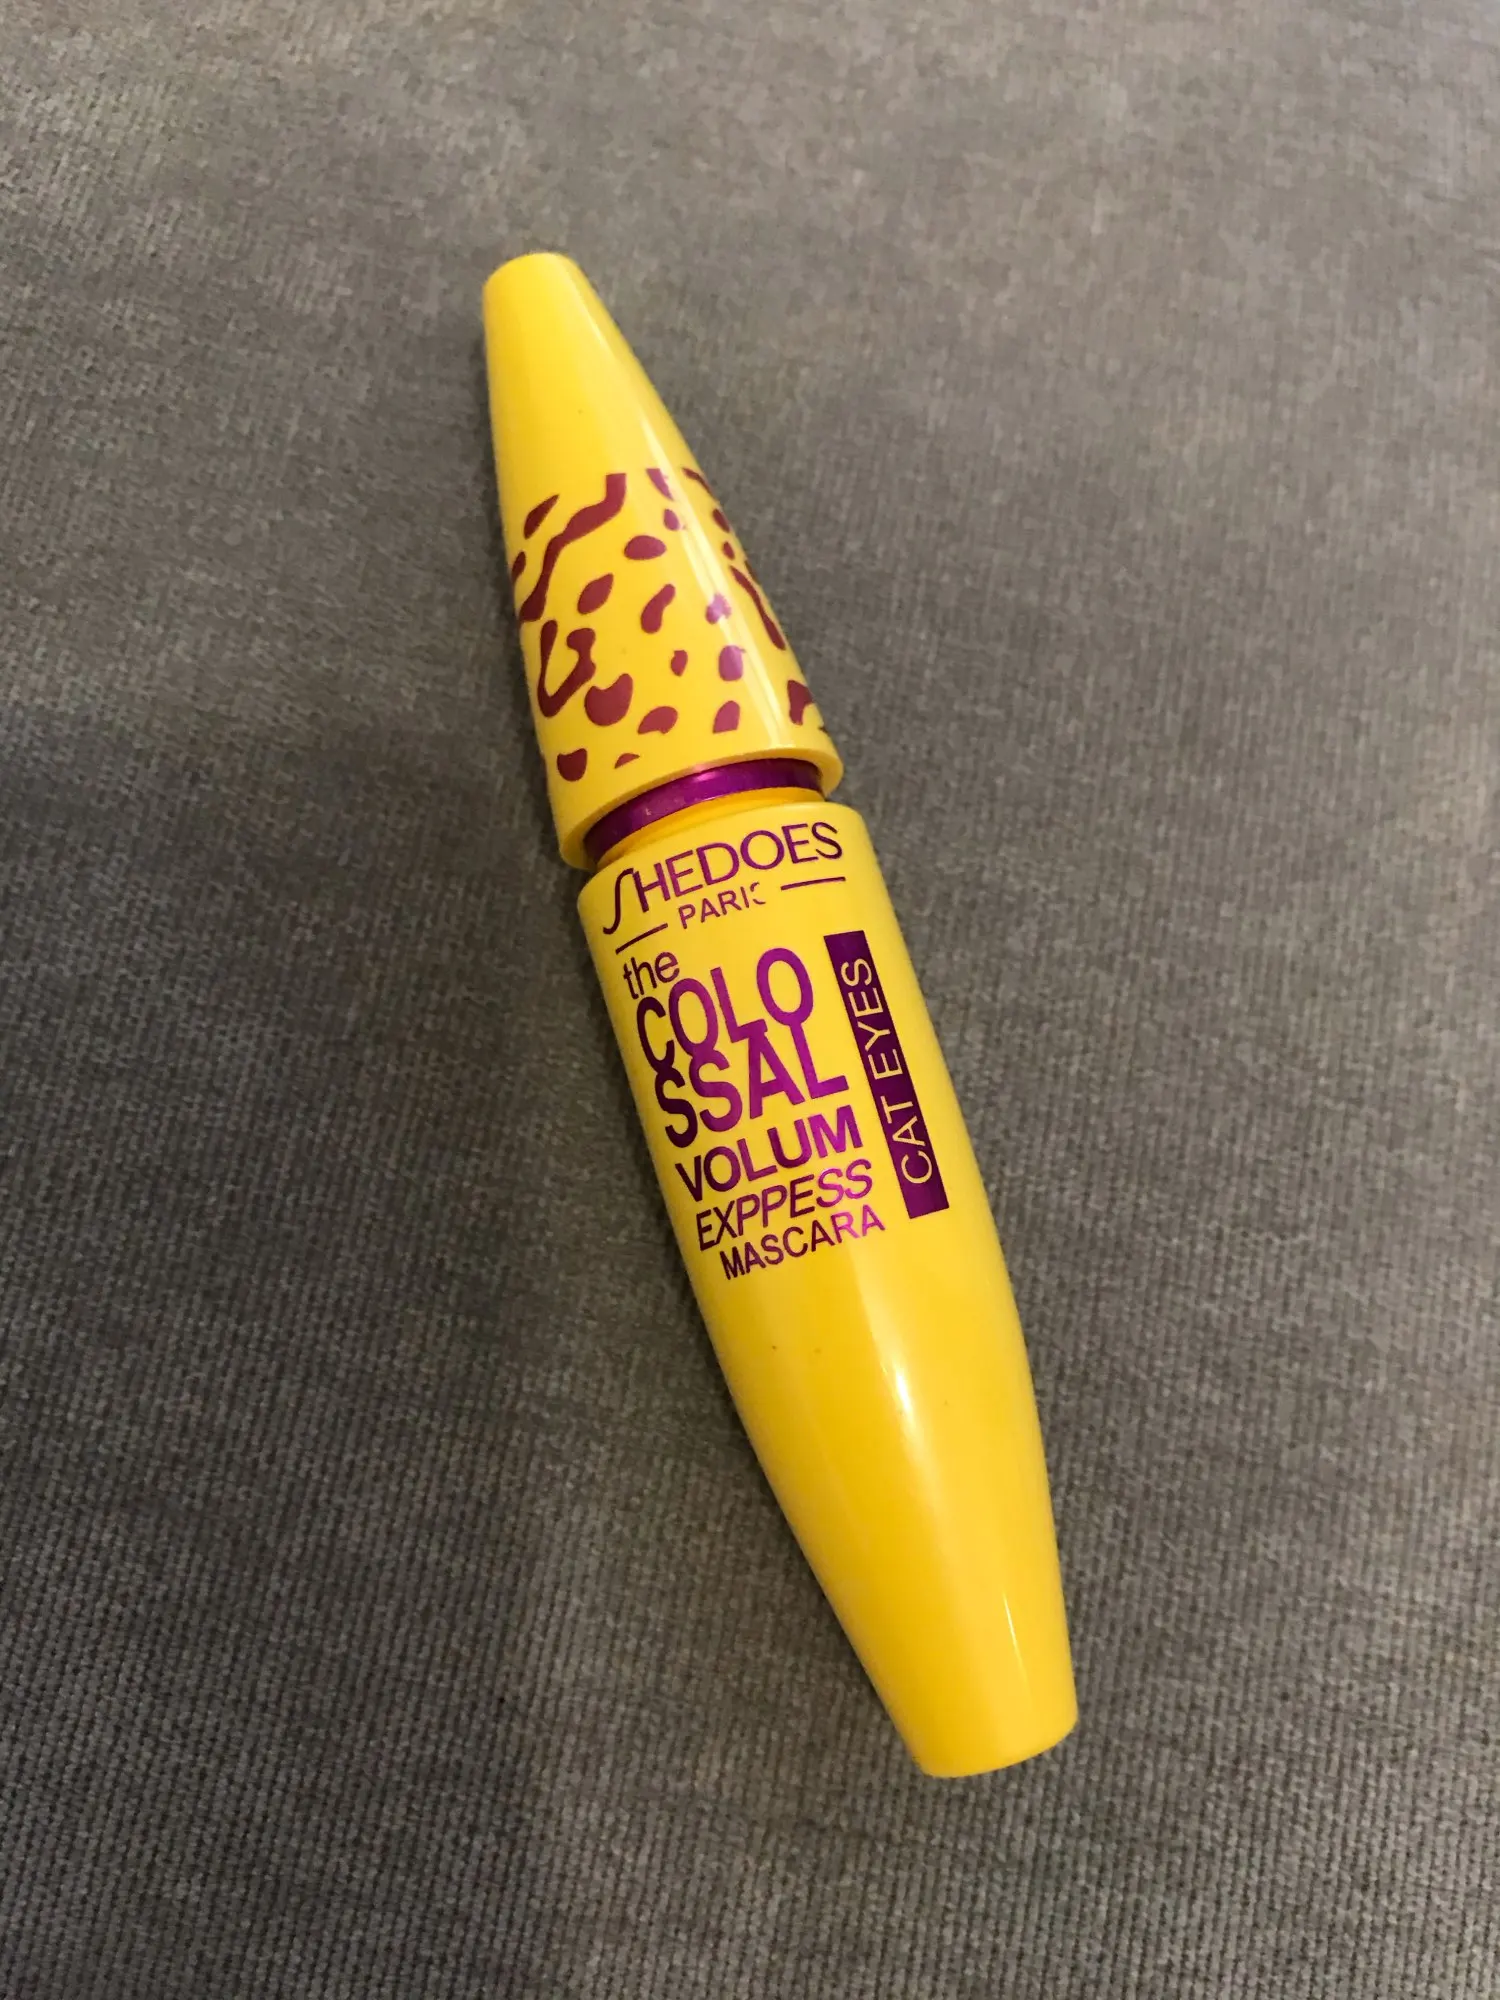 SHEDOES
PARIS
the
COLO
SSAL
VOLUM
EXPPESS
MASCARA
CAT EYES